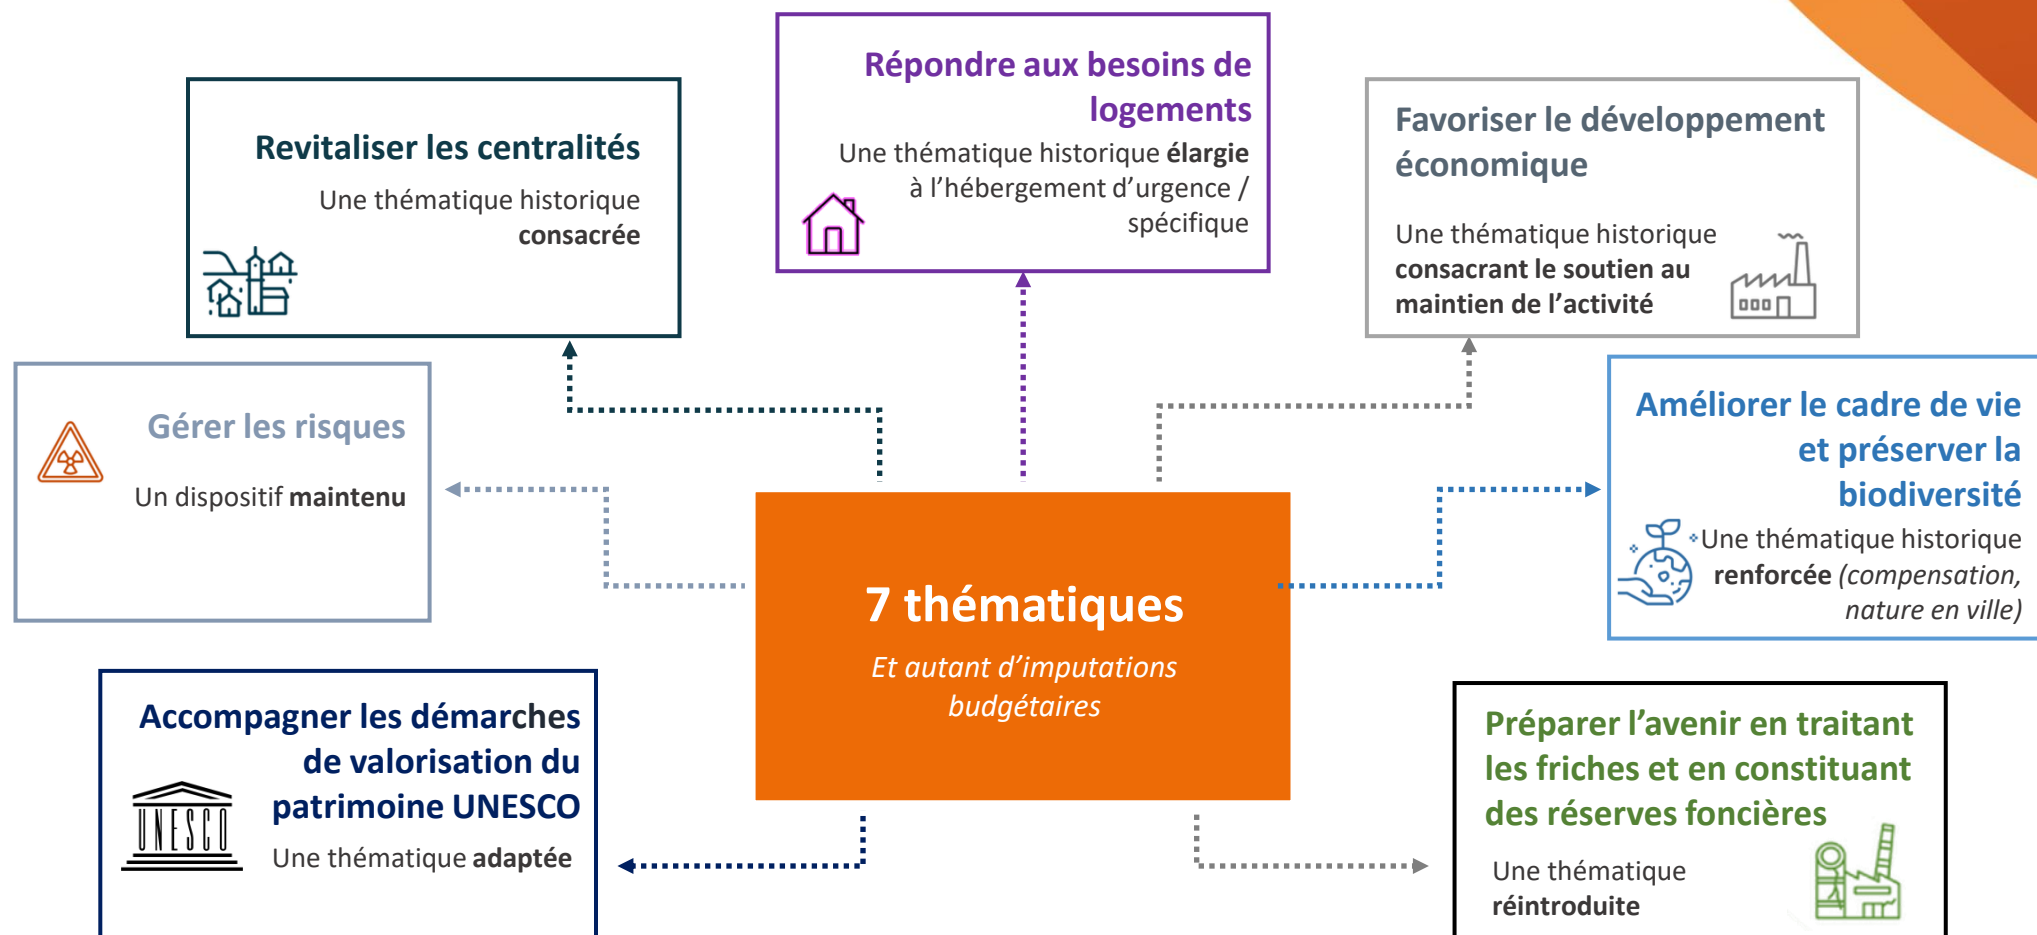 Répondre aux besoins de
logements
Une thématique historique élargie
à l’hébergement d’urgence /
spécifique
Revitaliser les centralités
Une thématique historique
consacrée
Favoriser le développement
économique
Une thématique historique
consacrant le soutien au
maintien de l’activité
Gérer les risques
Un dispositif maintenu
Améliorer le cadre de vie
et préserver la
biodiversité
Une thématique historique
renforcée (compensation,
nature en ville)
7 thématiques
Et autant d’imputations
budgétaires
Accompagner les démarches
de valorisation du
patrimoine UNESCO
UNESCO
Une thématique adaptée
Préparer l’avenir en traitant
les friches et en constituant
des réserves foncières
Une thématique
réintroduite